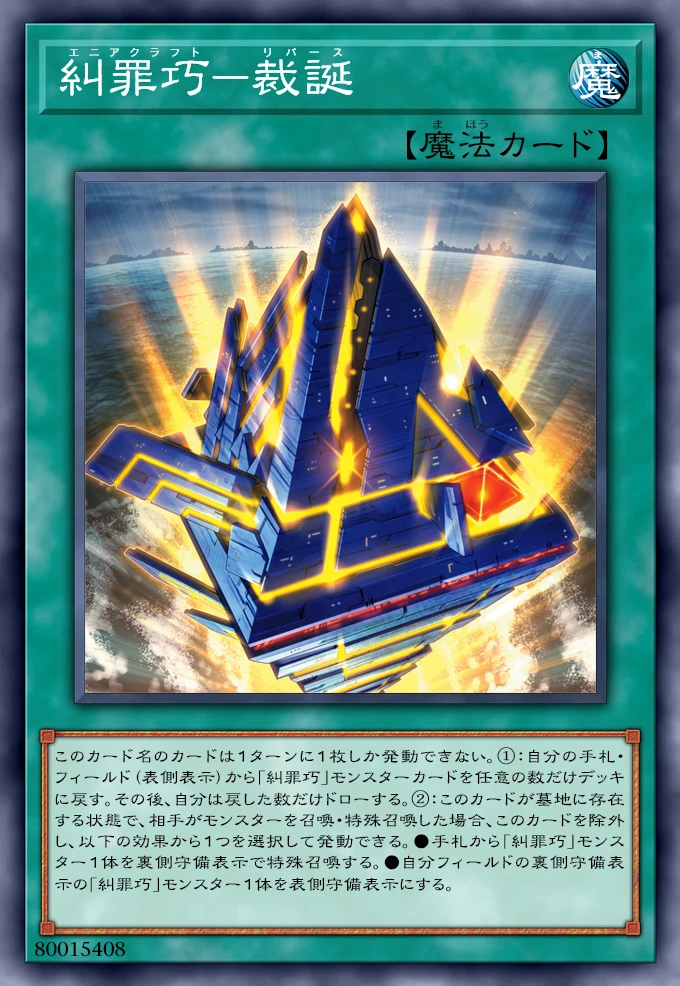 エニアクラフト リバース
糾罪巧－裁誕
ま
魔
ま ほう
【魔法カード】
このカード名のカードは１ターンに１枚しか発動できない。①：自分の手札・
フィールド（表側表示）から「糾罪巧」モンスターカードを任意の数だけデッキ
に戻す。その後、自分は戻した数だけドローする。②：このカードが墓地に存在
する状態で、相手がモンスターを召喚・特殊召喚した場合、このカードを除外
し、以下の効果から１つを選択して発動できる。●手札から「糾罪巧」モンス
ター１体を裏側守備表示で特殊召喚する。●自分フィールドの裏側守備表
示の「糾罪巧」モンスター１体を表側守備表示にする。
80015408